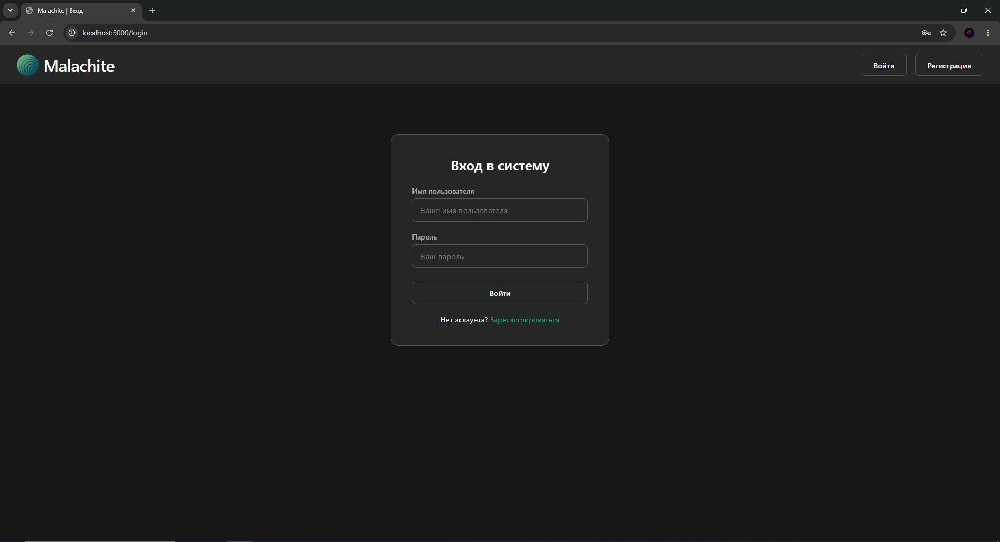 Malachite | Вход
localhost:5000/login
Malachite
Войти
Регистрация
Вход в систему
Имя пользователя
Ваше имя пользователя
Пароль
Ваш пароль
Войти
Нет аккаунта? Зарегистрироваться